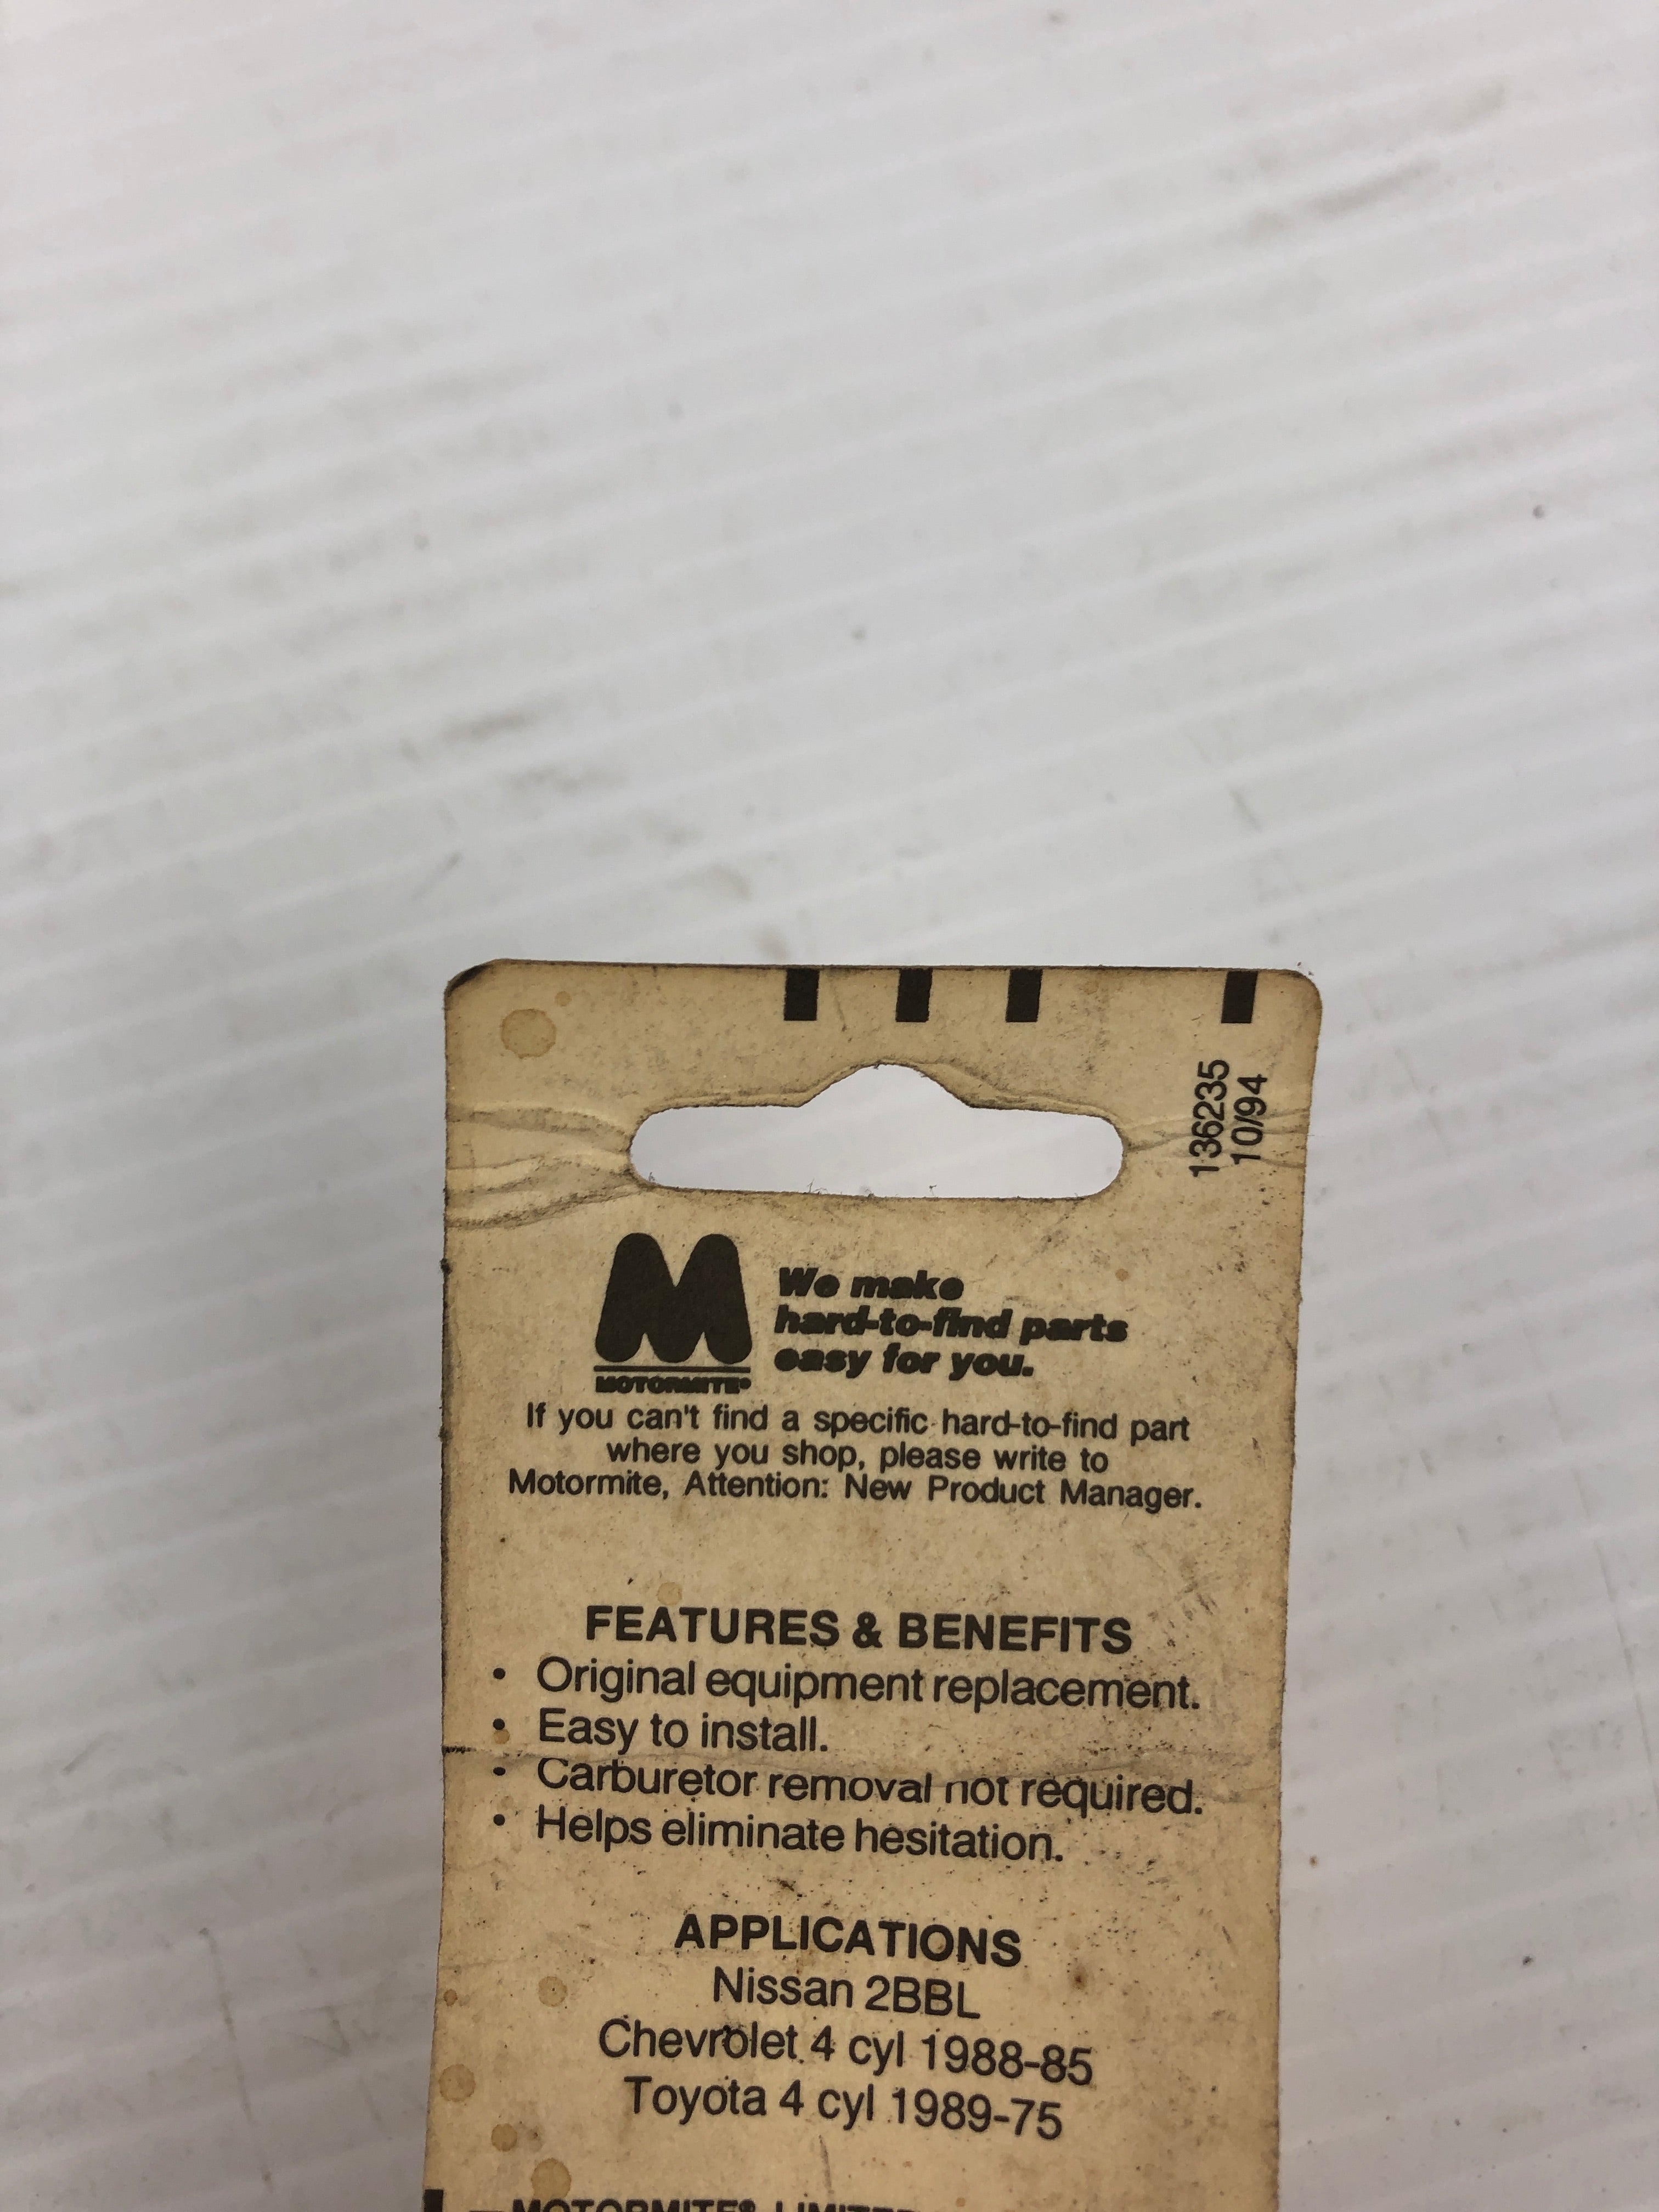 136235
10/94
We make
hard-to-find parts
easy for you.
MOTORMITE®
If you can't find a specific hard-to-find part
where you shop, please write to
Motormite, Attention: New Product Manager.
FEATURES & BENEFITS
• Original equipment replacement.
• Easy to install.
• Carburetor removal not required.
• Helps eliminate hesitation.
APPLICATIONS
Nissan 2BBL
Chevrolet 4 cyl 1988-85
Toyota 4 cyl 1989-75
MOTORMITE® LIMITED